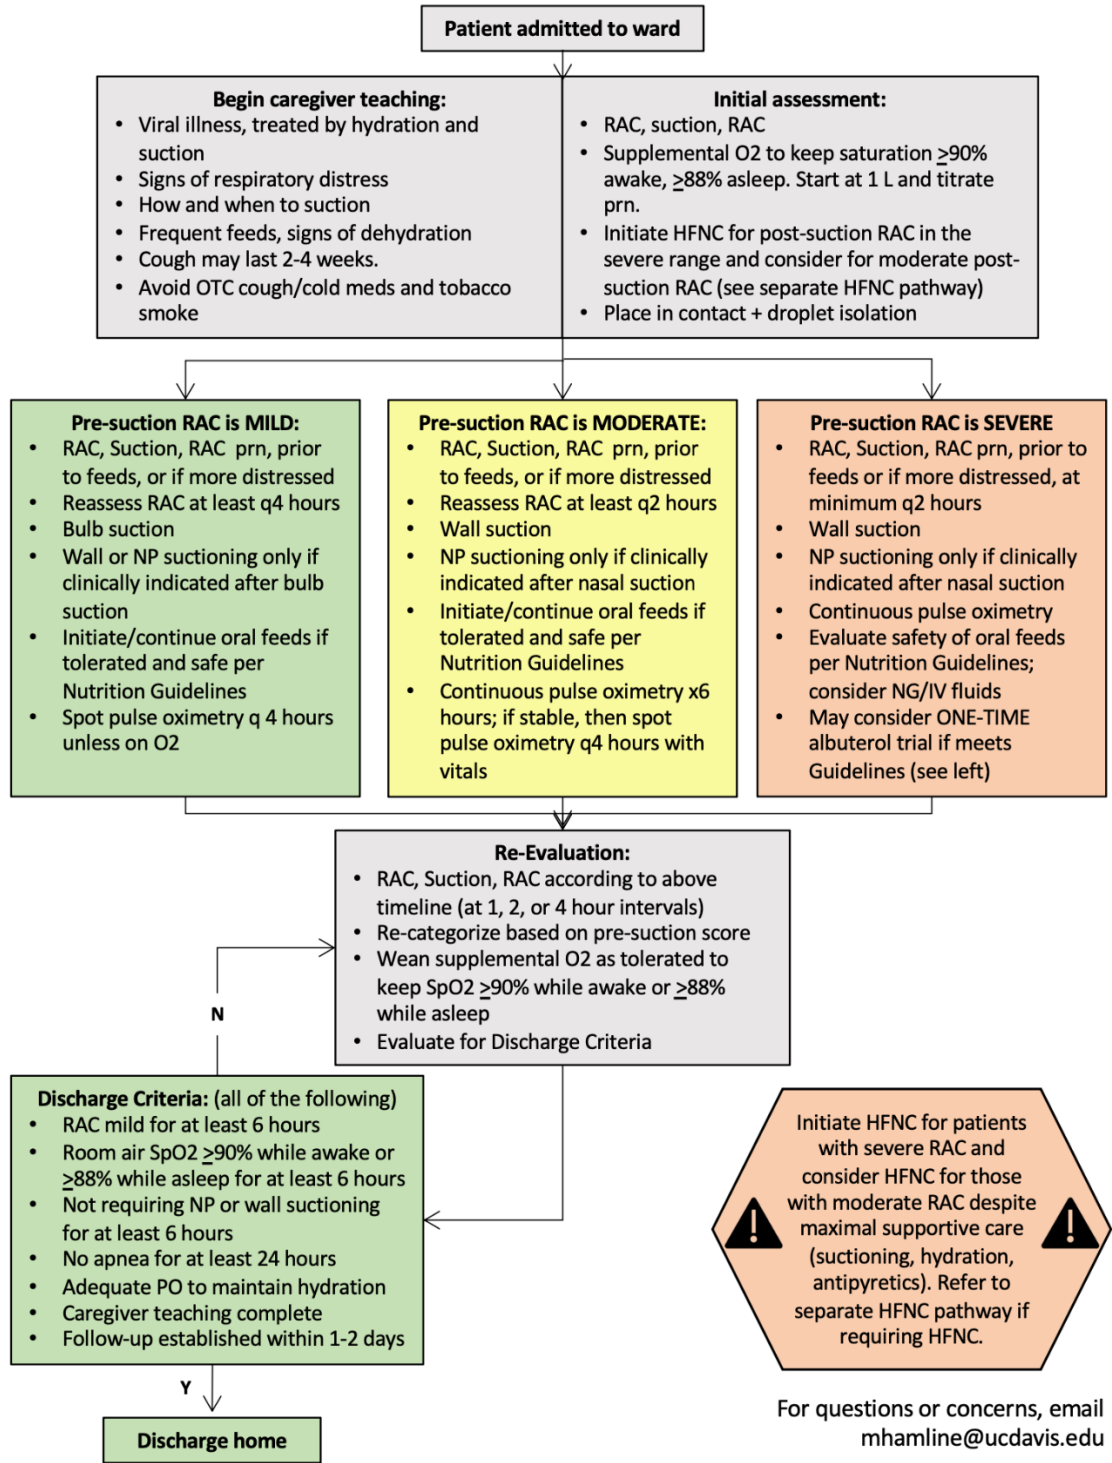 Patient admitted to ward
Begin caregiver teaching:
• Viral illness, treated by hydration and
suction
• Signs of respiratory distress
• How and when to suction
• Frequent feeds, signs of dehydration
• Cough may last 2-4 weeks.
• Avoid OTC cough/cold meds and tobacco
smoke
Initial assessment:
• RAC, suction, RAC
• Supplemental O2 to keep saturation ≥90%
awake, ≥88% asleep. Start at 1 L and titrate
prn.
• Initiate HFNC for post-suction RAC in the
severe range and consider for moderate post-
suction RAC (see separate HFNC pathway)
• Place in contact + droplet isolation
Pre-suction RAC is MILD:
• RAC, Suction, RAC prn, prior
to feeds, or if more distressed
• Reassess RAC at least q4 hours
• Bulb suction
• Wall or NP suctioning only if
clinically indicated after bulb
suction
• Initiate/continue oral feeds if
tolerated and safe per
Nutrition Guidelines
• Spot pulse oximetry q 4 hours
unless on O2
Pre-suction RAC is MODERATE:
• RAC, Suction, RAC prn, prior to
feeds, or if more distressed
• Reassess RAC at least q2 hours
• Wall suction
• NP suctioning only if clinically
indicated after nasal suction
• Initiate/continue oral feeds if
tolerated and safe per
Nutrition Guidelines
• Continuous pulse oximetry x6
hours; if stable, then spot
pulse oximetry q4 hours with
vitals
Pre-suction RAC is SEVERE
• RAC, Suction, RAC prn, prior to
feeds or if more distressed, at
minimum q2 hours
• Wall suction
• NP suctioning only if clinically
indicated after nasal suction
• Continuous pulse oximetry
• Evaluate safety of oral feeds
per Nutrition Guidelines;
consider NG/IV fluids
• May consider ONE-TIME
albuterol trial if meets
Guidelines (see left)
Re-Evaluation:
• RAC, Suction, RAC according to above
timeline (at 1, 2, or 4 hour intervals)
• Re-categorize based on pre-suction score
• Wean supplemental O2 as tolerated to
keep SpO2 ≥90% while awake or ≥88%
while asleep
• Evaluate for Discharge Criteria
N
Discharge Criteria: (all of the following)
• RAC mild for at least 6 hours
• Room air SpO2 ≥90% while awake or
≥88% while asleep for at least 6 hours
• Not requiring NP or wall suctioning
for at least 6 hours
• No apnea for at least 24 hours
• Adequate PO to maintain hydration
• Caregiver teaching complete
• Follow-up established within 1-2 days
Y
Discharge home
Initiate HFNC for patients
with severe RAC and
consider HFNC for those
with moderate RAC despite
maximal supportive care
(suctioning, hydration,
antipyretics). Refer to
separate HFNC pathway if
requiring HFNC.
For questions or concerns, email
mhamline@ucdavis.edu